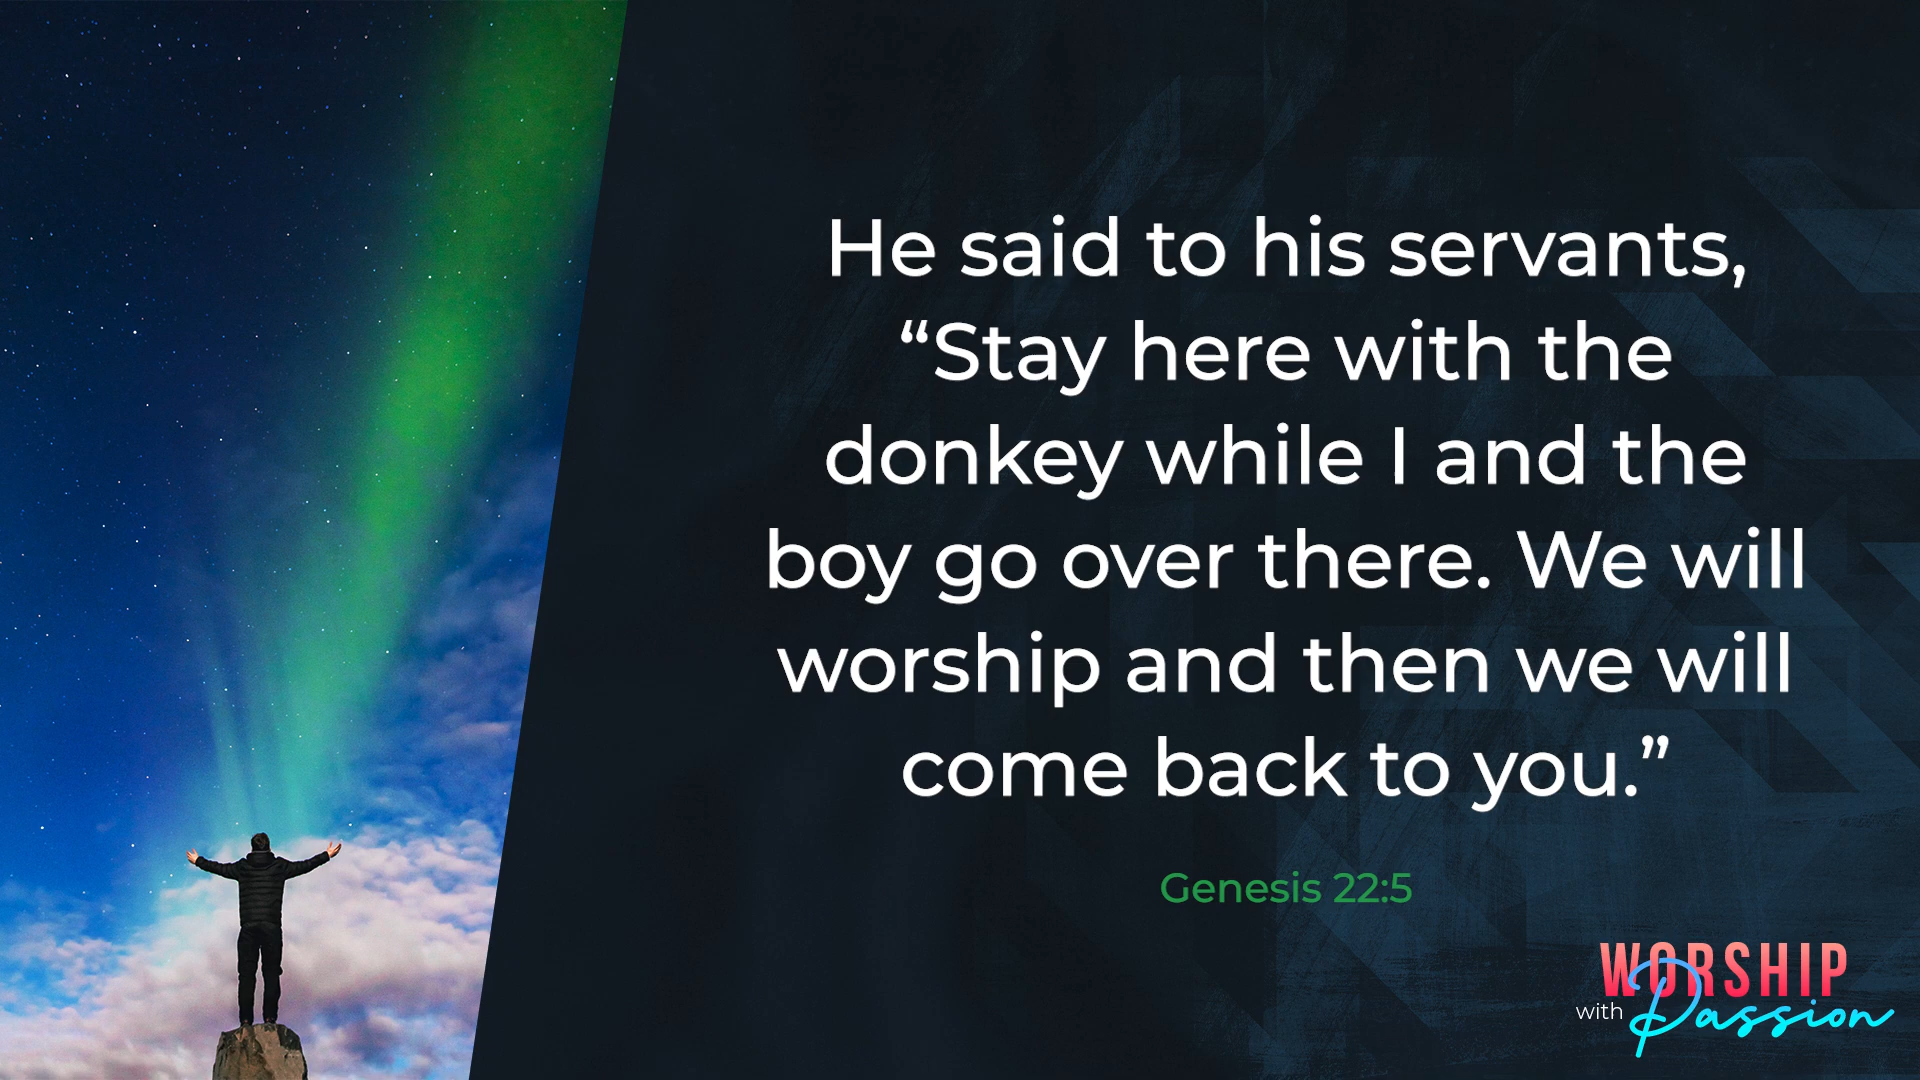 He said to his servants,
“Stay here with the
donkey while I and the
boy go over there. We will
worship and then we will
come back to you.”
Genesis 22:5
WORSHIP
with Passion